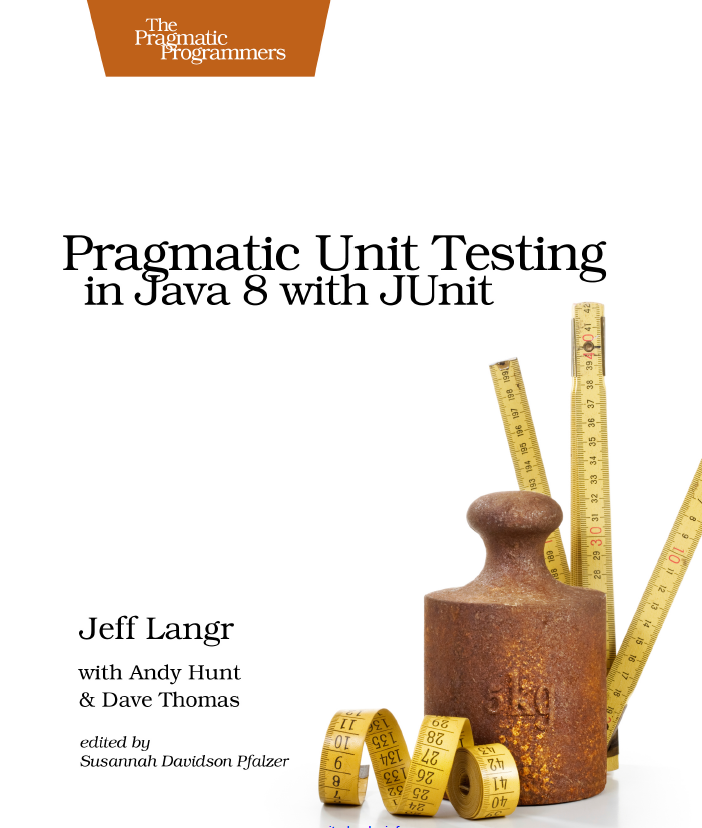 The
Pragmatic
Programmers
Pragmatic Unit Testing
in Java 8 with JUnit
Jeff Langr
with Andy Hunt
& Dave Thomas
edited by
Susannah Davidson Pfalzer
5kg